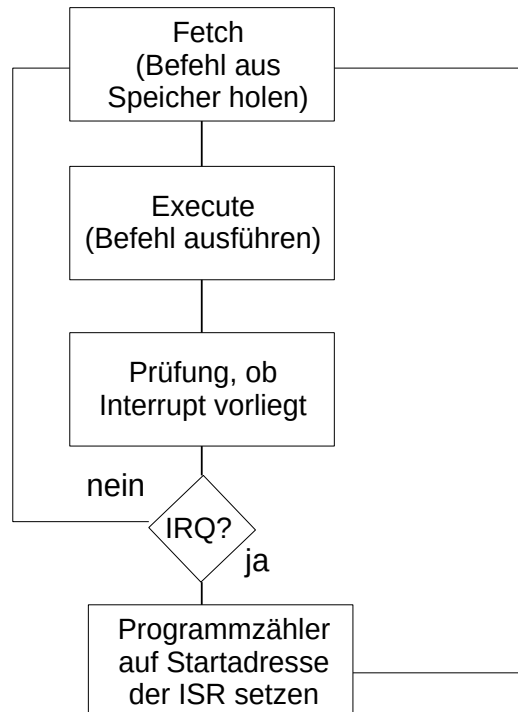 Fetch
(Befehl aus
Speicher holen)
Execute
(Befehl ausführen)
Prüfung, ob
Interrupt vorliegt
nein
IRQ?
ja
Programmzähler
auf Startadresse
der ISR setzen